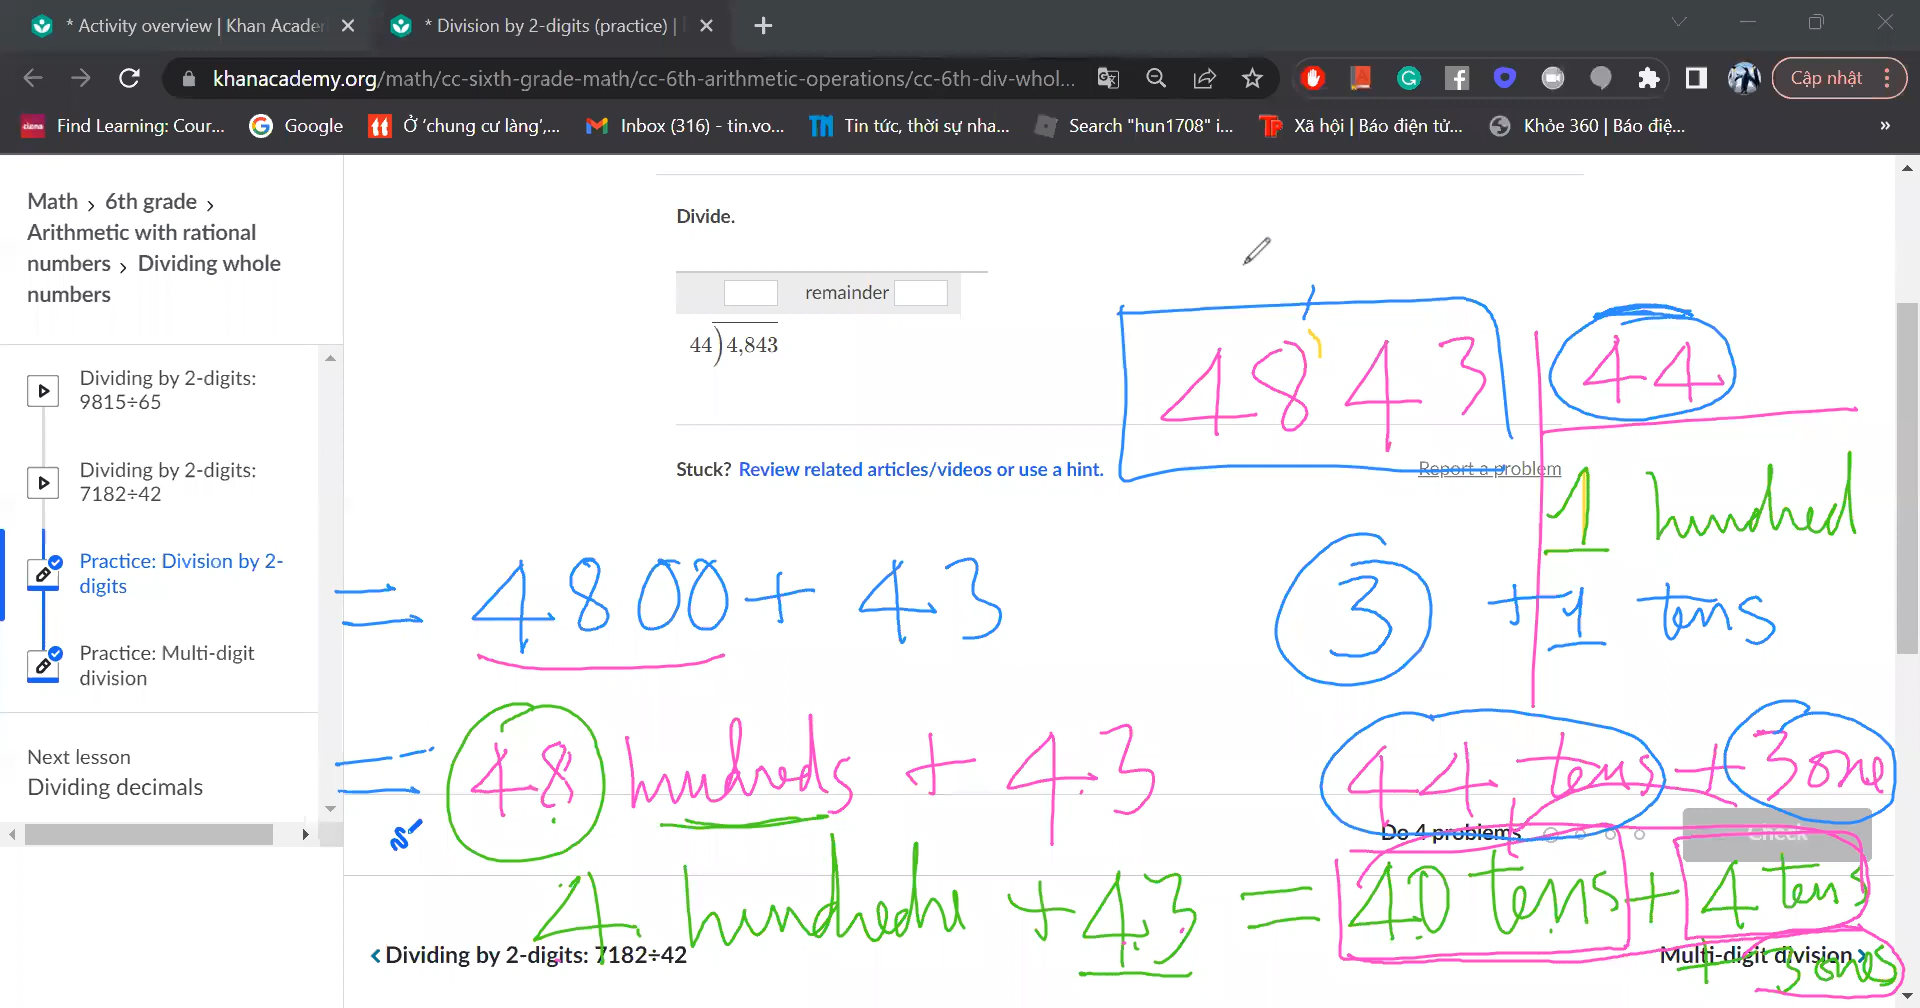 * Activity overview | Khan Acader
* Division by 2-digits (practice) |
khanacademy.org/math/cc-sixth-grade-math/cc-6th-arithmetic-operations/cc-6th-div-whol...
Cập nhật
Find Learning: Cour...
Google
Ở 'chung cư làng',...
Inbox (316) - tin.vo...
Tin tức, thời sự nha...
Search "hun1708" i...
Xã hội | Báo điện tử...
Khỏe 360 | Báo điệ...
Math > 6th grade >
Arithmetic with rational
numbers > Dividing whole
numbers
Dividing by 2-digits:
9815÷65
Dividing by 2-digits:
7182÷42
Practice: Division by 2-
digits
Practice: Multi-digit
division
Next lesson
Dividing decimals
Divide.
remainder
44)4,843
Stuck? Review related articles/videos or use a hint.
Report a problem
4843
44
1 hundred
+1 tens
3
= 4800 + 43
= 48 hundreds + 43
44 tens + 3 one
Do 4 problems
Check
4 hundreds + 43 = 40 tens + 4 tens
+ 3 ones
Dividing by 2-digits: 7182÷42
Multi-digit division